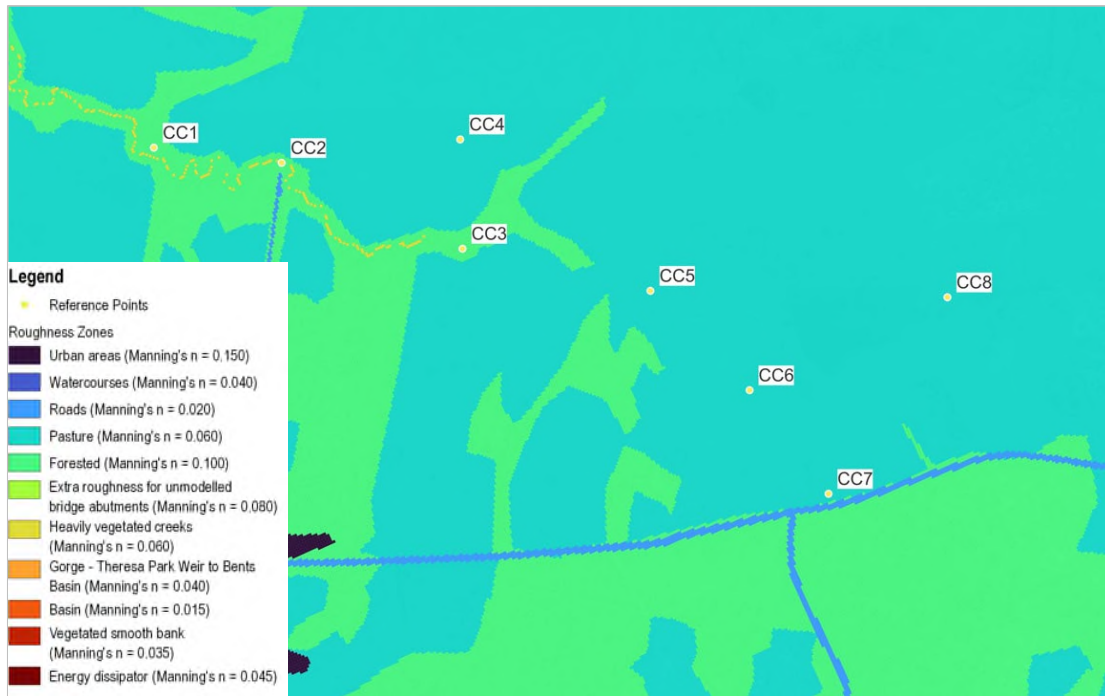 CC1
CC2
CC4
CC3
CC5
CC8
CC6
CC7
Legend
Reference Points
Roughness Zones
Urban areas (Manning's n = 0.150)
Watercourses (Manning's n = 0.040)
Roads (Manning's n = 0.020)
Pasture (Manning's n = 0.060)
Forested (Manning's n = 0.100)
Extra roughness for unmodelled
bridge abutments (Manning's n = 0.080)
Heavily vegetated creeks
(Manning's n = 0.060)
Gorge - Theresa Park Weir to Bents
Basin (Manning's n = 0.040)
Basin (Manning's n = 0.015)
Vegetated smooth bank
(Manning's n = 0.035)
Energy dissipator (Manning's n = 0.045)